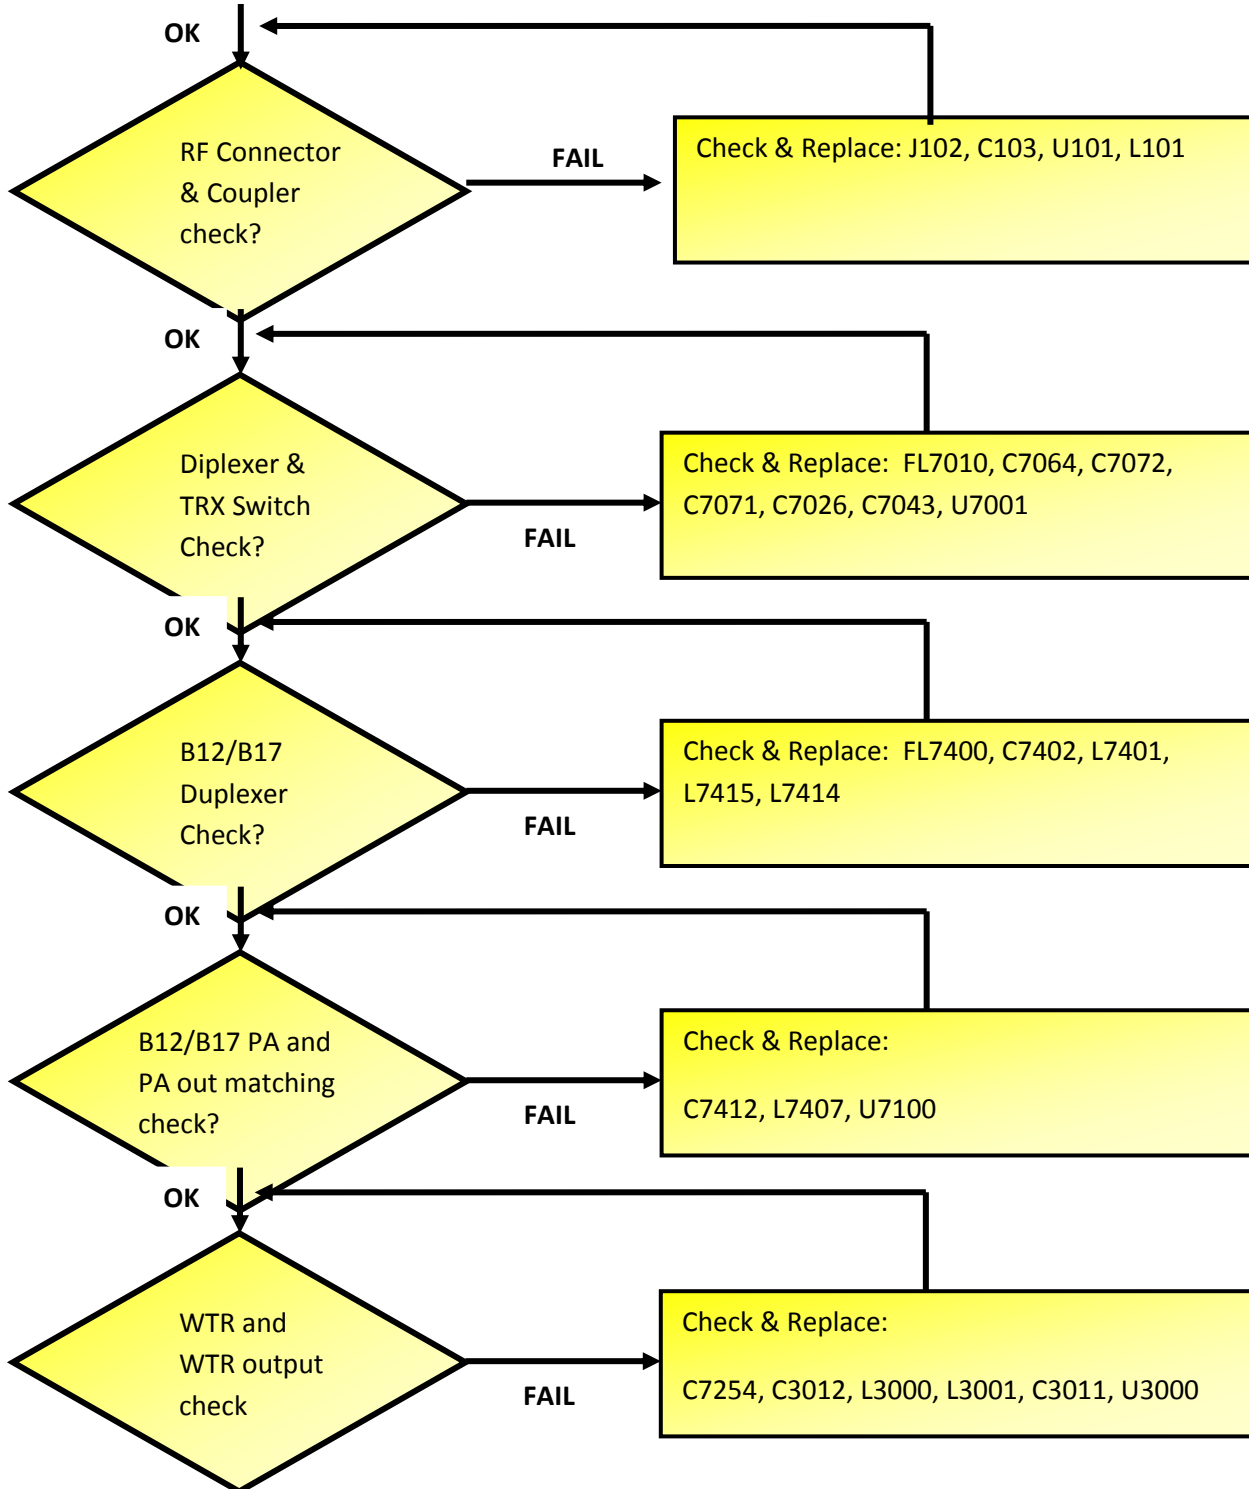 OK
RF Connector
& Coupler
check?
FAIL
Check & Replace: J102, C103, U101, L101
OK
Diplexer &
TRX Switch
Check?
FAIL
Check & Replace:  FL7010, C7064, C7072,
C7071, C7026, C7043, U7001
OK
B12/B17
Duplexer
Check?
FAIL
Check & Replace:  FL7400, C7402, L7401,
L7415, L7414
OK
B12/B17 PA and
PA out matching
check?
FAIL
Check & Replace:
C7412, L7407, U7100
OK
WTR and
WTR output
check
FAIL
Check & Replace:
C7254, C3012, L3000, L3001, C3011, U3000